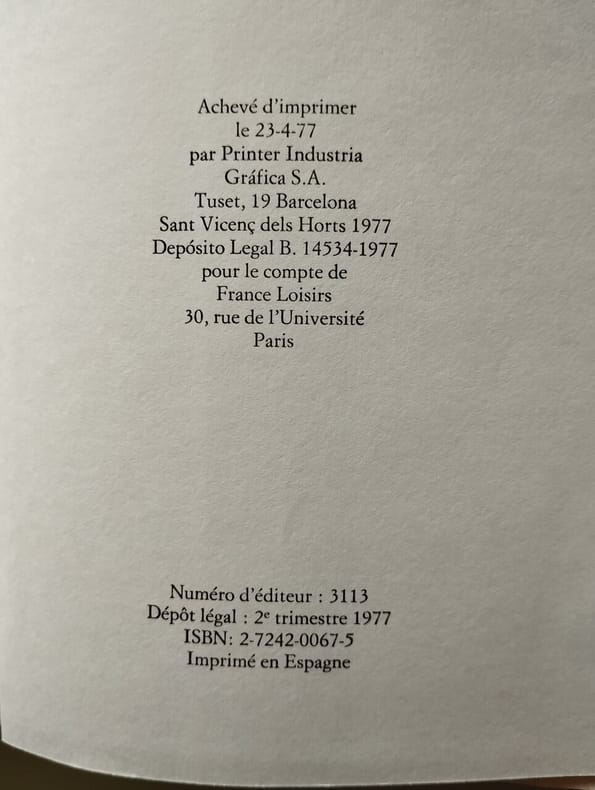 Achevé d'imprimer
le 23-4-77
par Printer Industria
Gráfica S.A.
Tuset, 19 Barcelona
Sant Vicenç dels Horts 1977
Depósito Legal B. 14534-1977
pour le compte de
France Loisirs
30, rue de l'Université
Paris
Numéro d'éditeur : 3113
Dépôt légal : 2e trimestre 1977
ISBN: 2-7242-0067-5
Imprimé en Espagne